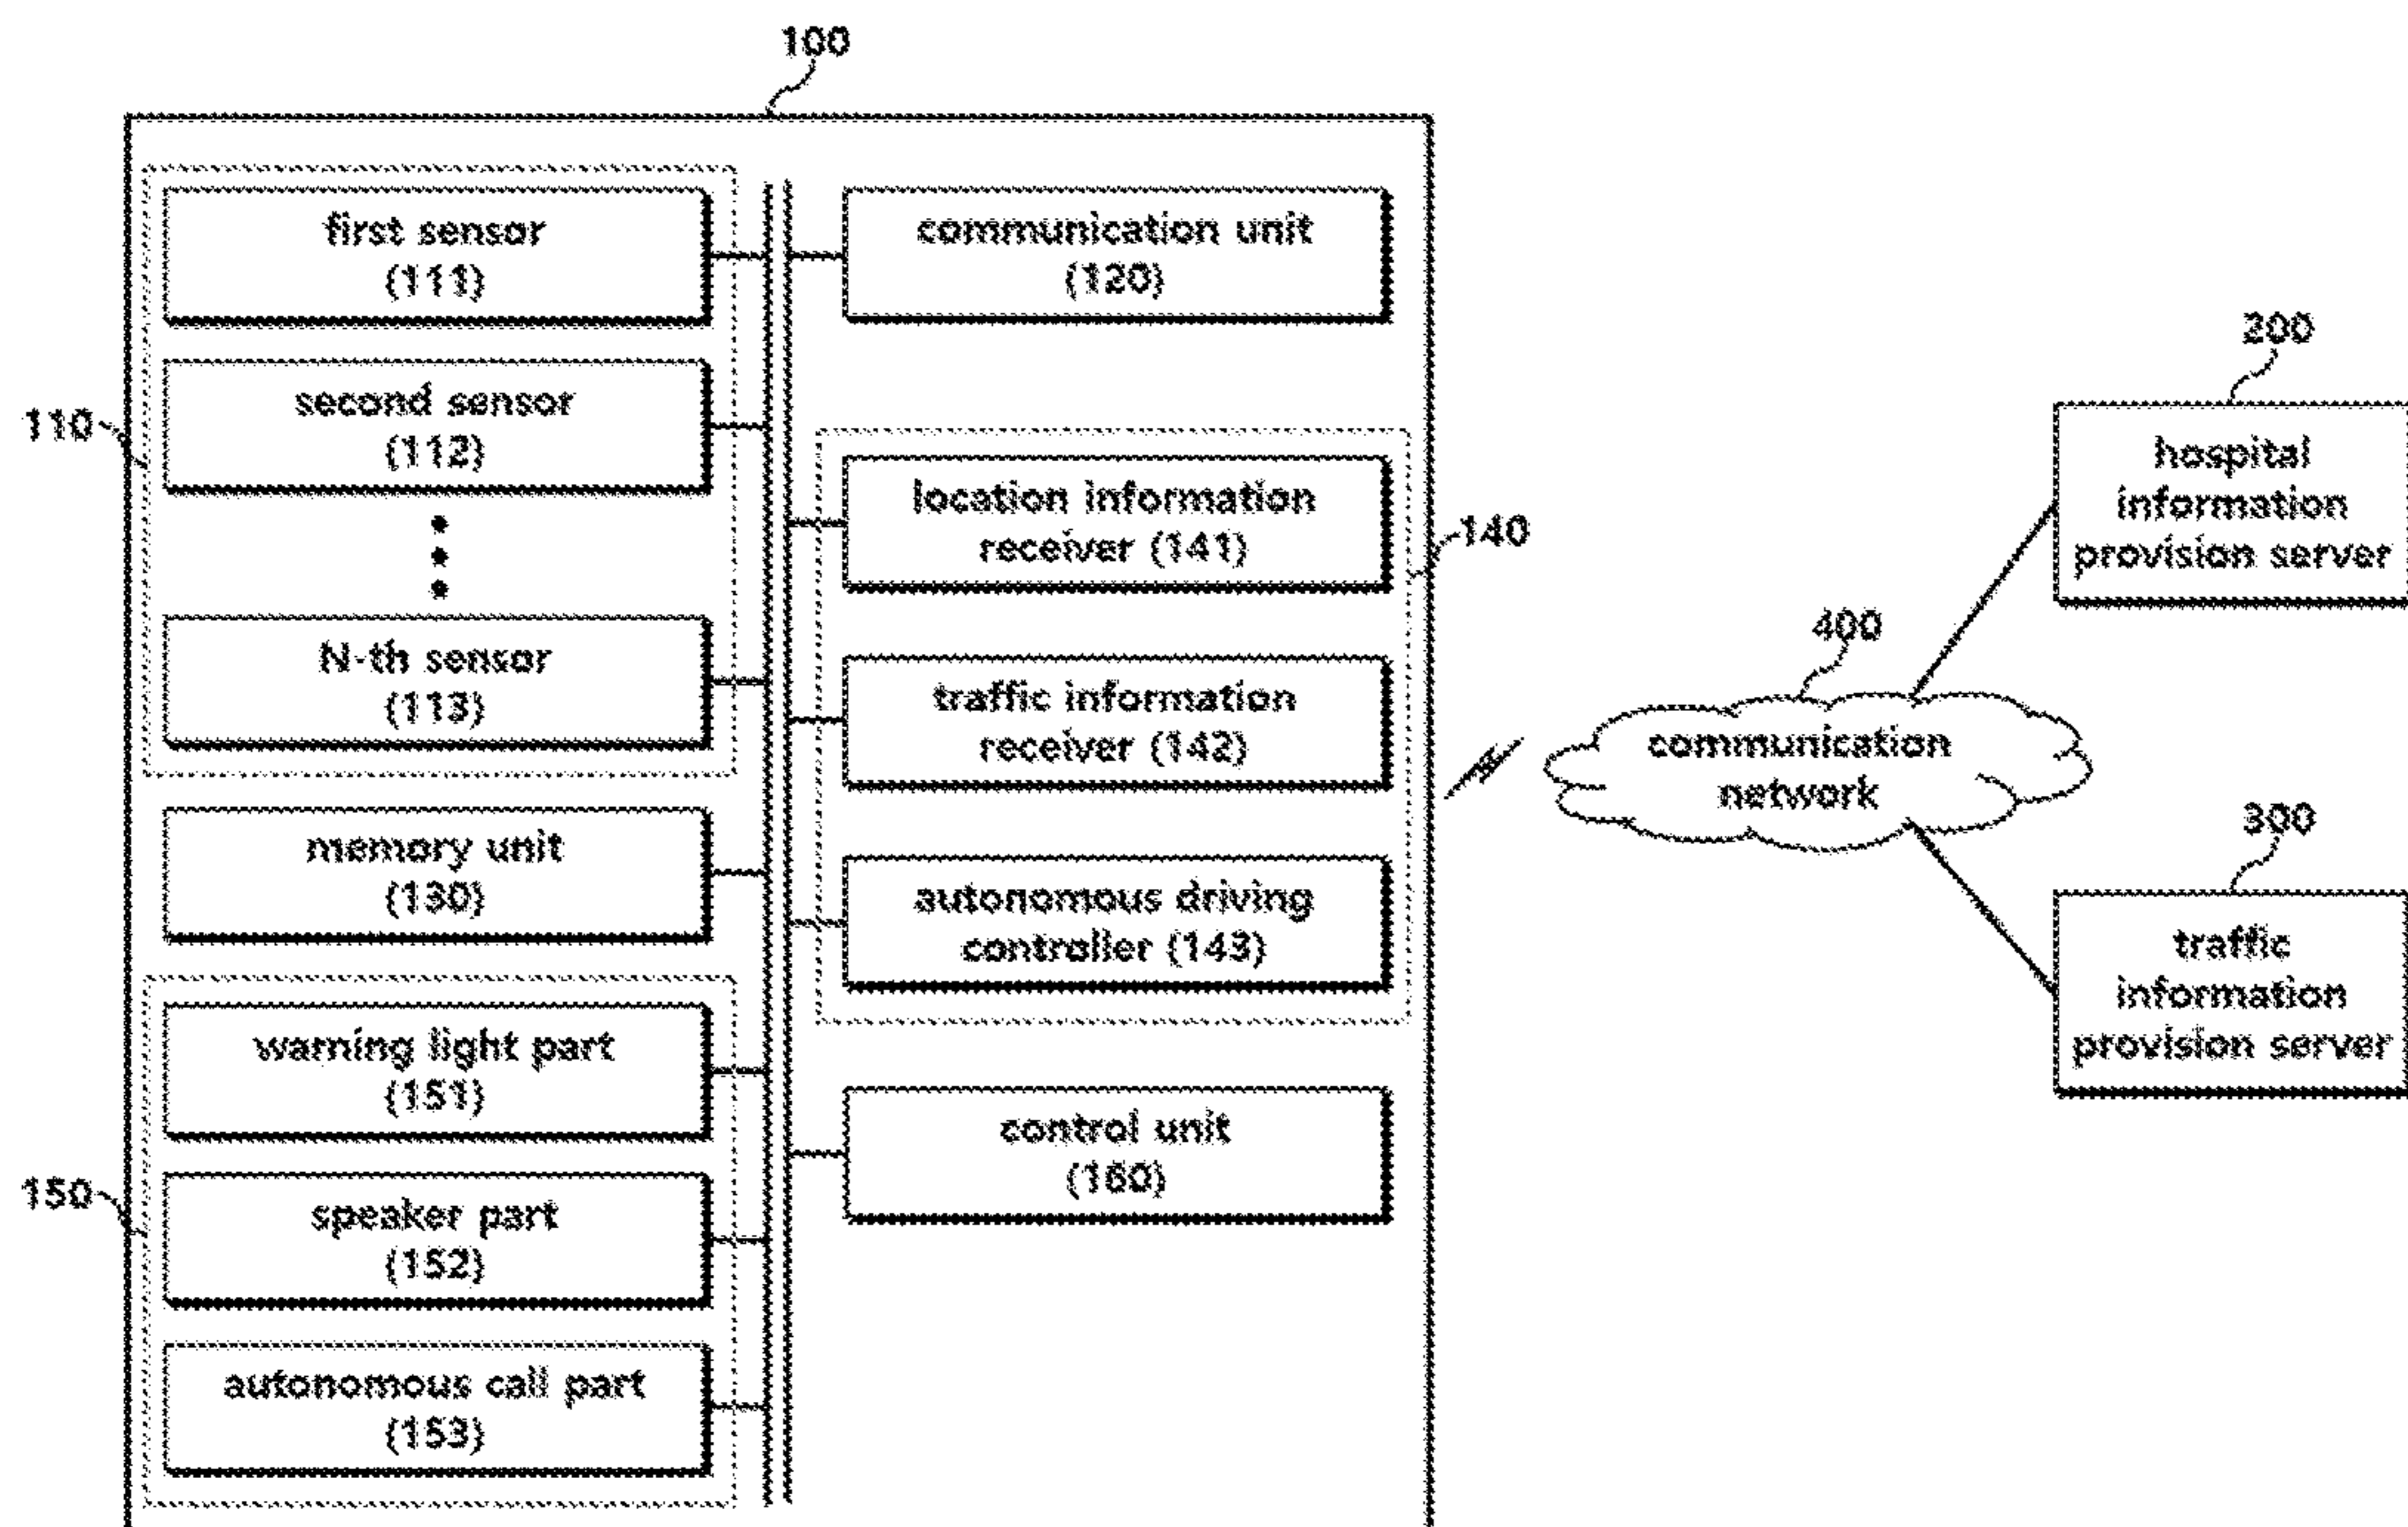 100
first sensor
(111)
second sensor
(112)
110
N-th sensor
(113)
memory unit
(130)
warning light part
(151)
speaker part
(152)
150
autonomous call part
(153)
communication unit
(120)
location information
receiver (141)
140
traffic information
receiver (142)
autonomous driving
controller (143)
control unit
(160)
400
communication
network
200
hospital
information
provision server
300
traffic
information
provision server